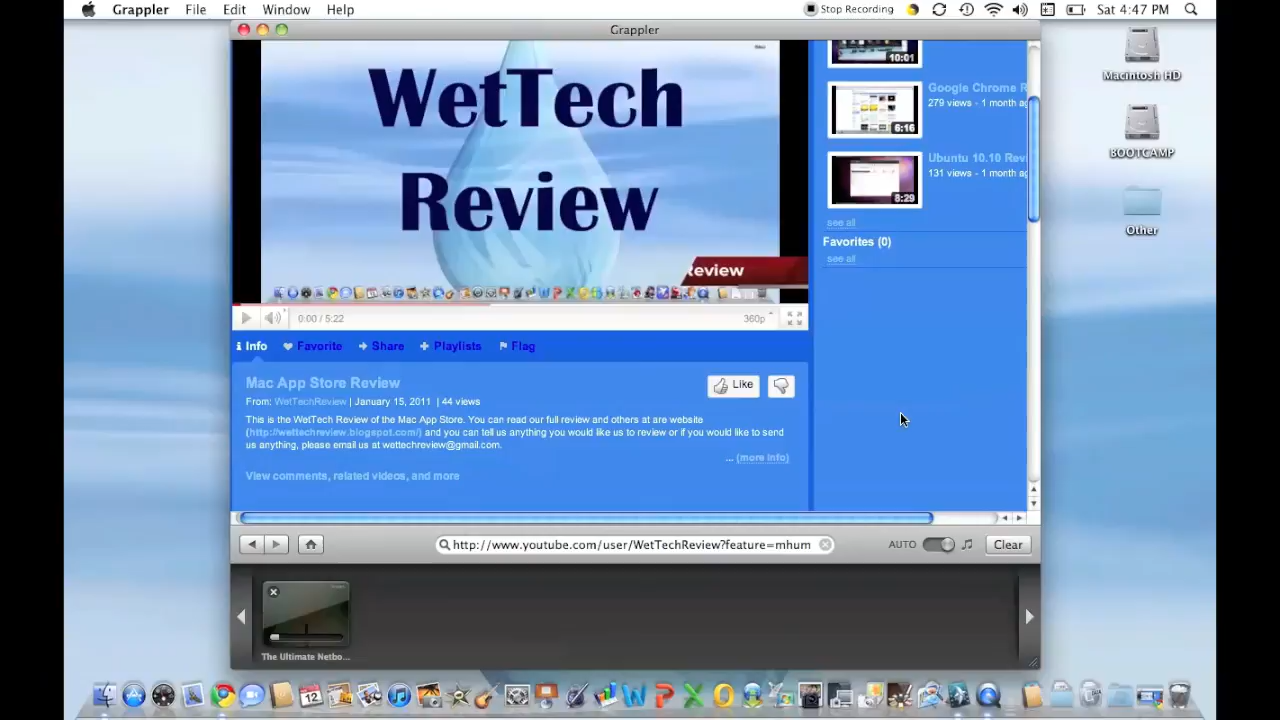 Grappler File Edit Window Help Stop Recording Sat 4:47 PM
Grappler
Macintosh HD
BOOTCAMP
Other
WetTech
Review
Review
0:00 / 5:22
360p
10:01
Google Chrome R
279 views - 1 month ag
6:16
Ubuntu 10.10 Revi
131 views - 1 month ago
8:29
see all
Favorites (0)
see all
Info Favorite Share Playlists Flag
Mac App Store Review
Like
From: WetTechReview | January 15, 2011 | 44 views
This is the WetTech Review of the Mac App Store. You can read our full review and others at are website
(http://wettechreview.blogspot.com/) and you can tell us anything you would like us to review or if you would like to send
us anything, please email us at wettechreview@gmail.com.
... (more info)
View comments, related videos, and more
http://www.youtube.com/user/WetTechReview?feature=mhum
AUTO
Clear
The Ultimate Netbo...